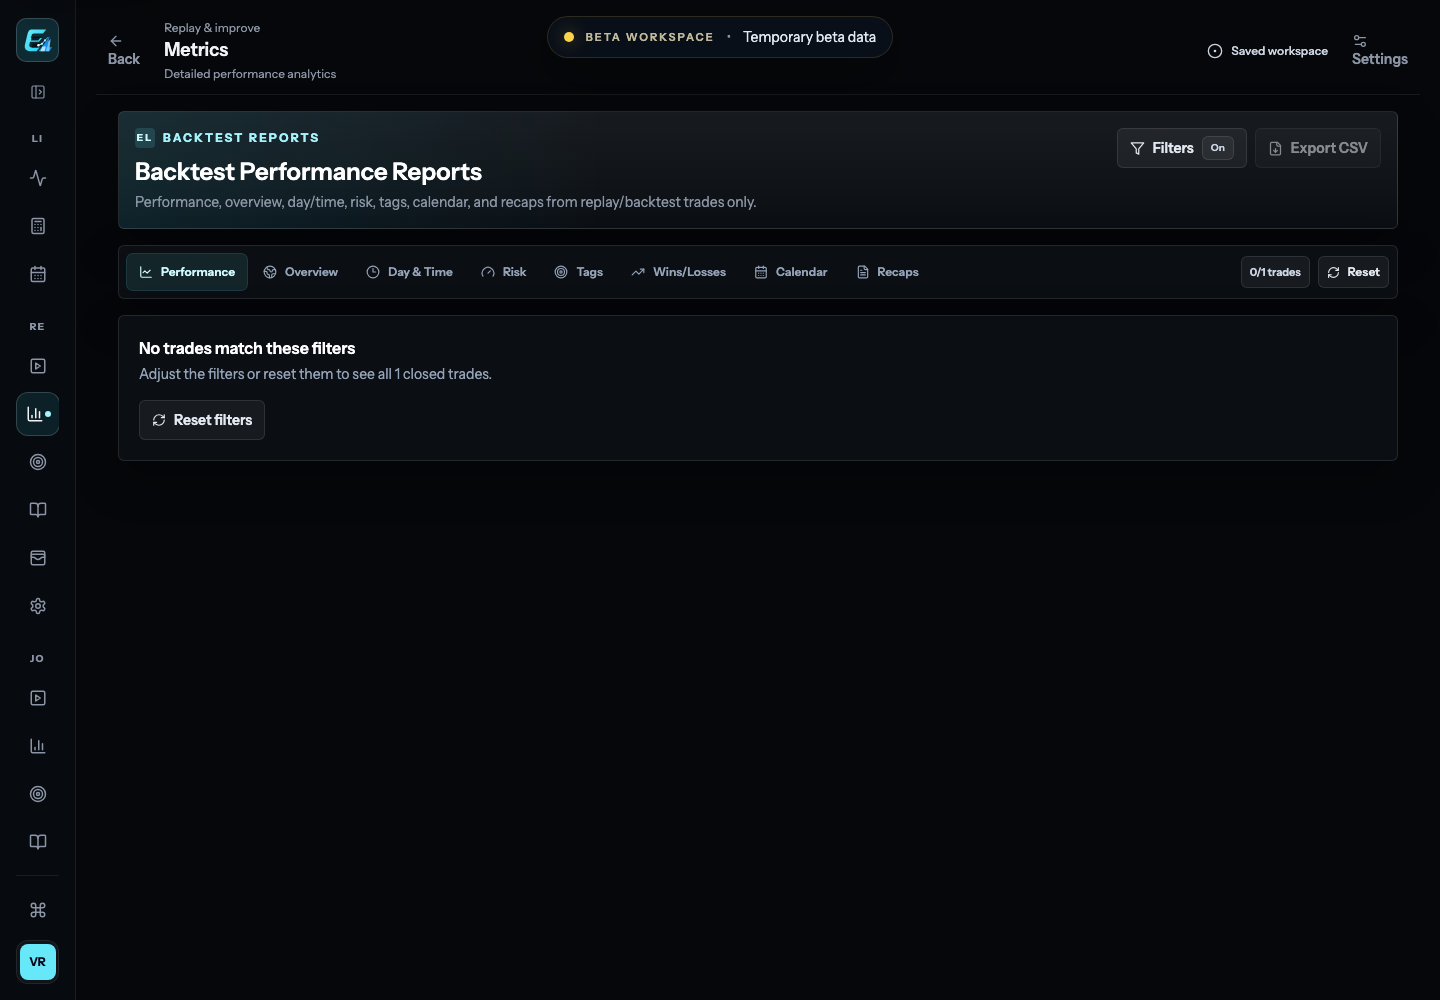 Back
Replay & improve
Metrics
Detailed performance analytics
BETA WORKSPACE • Temporary beta data
Saved workspace
Settings
LI
RE
JO
VR
EL BACKTEST REPORTS
Backtest Performance Reports
Performance, overview, day/time, risk, tags, calendar, and recaps from replay/backtest trades only.
Filters On
Export CSV
Performance Overview Day & Time Risk Tags Wins/Losses Calendar Recaps
0/1 trades Reset
No trades match these filters
Adjust the filters or reset them to see all 1 closed trades.
Reset filters